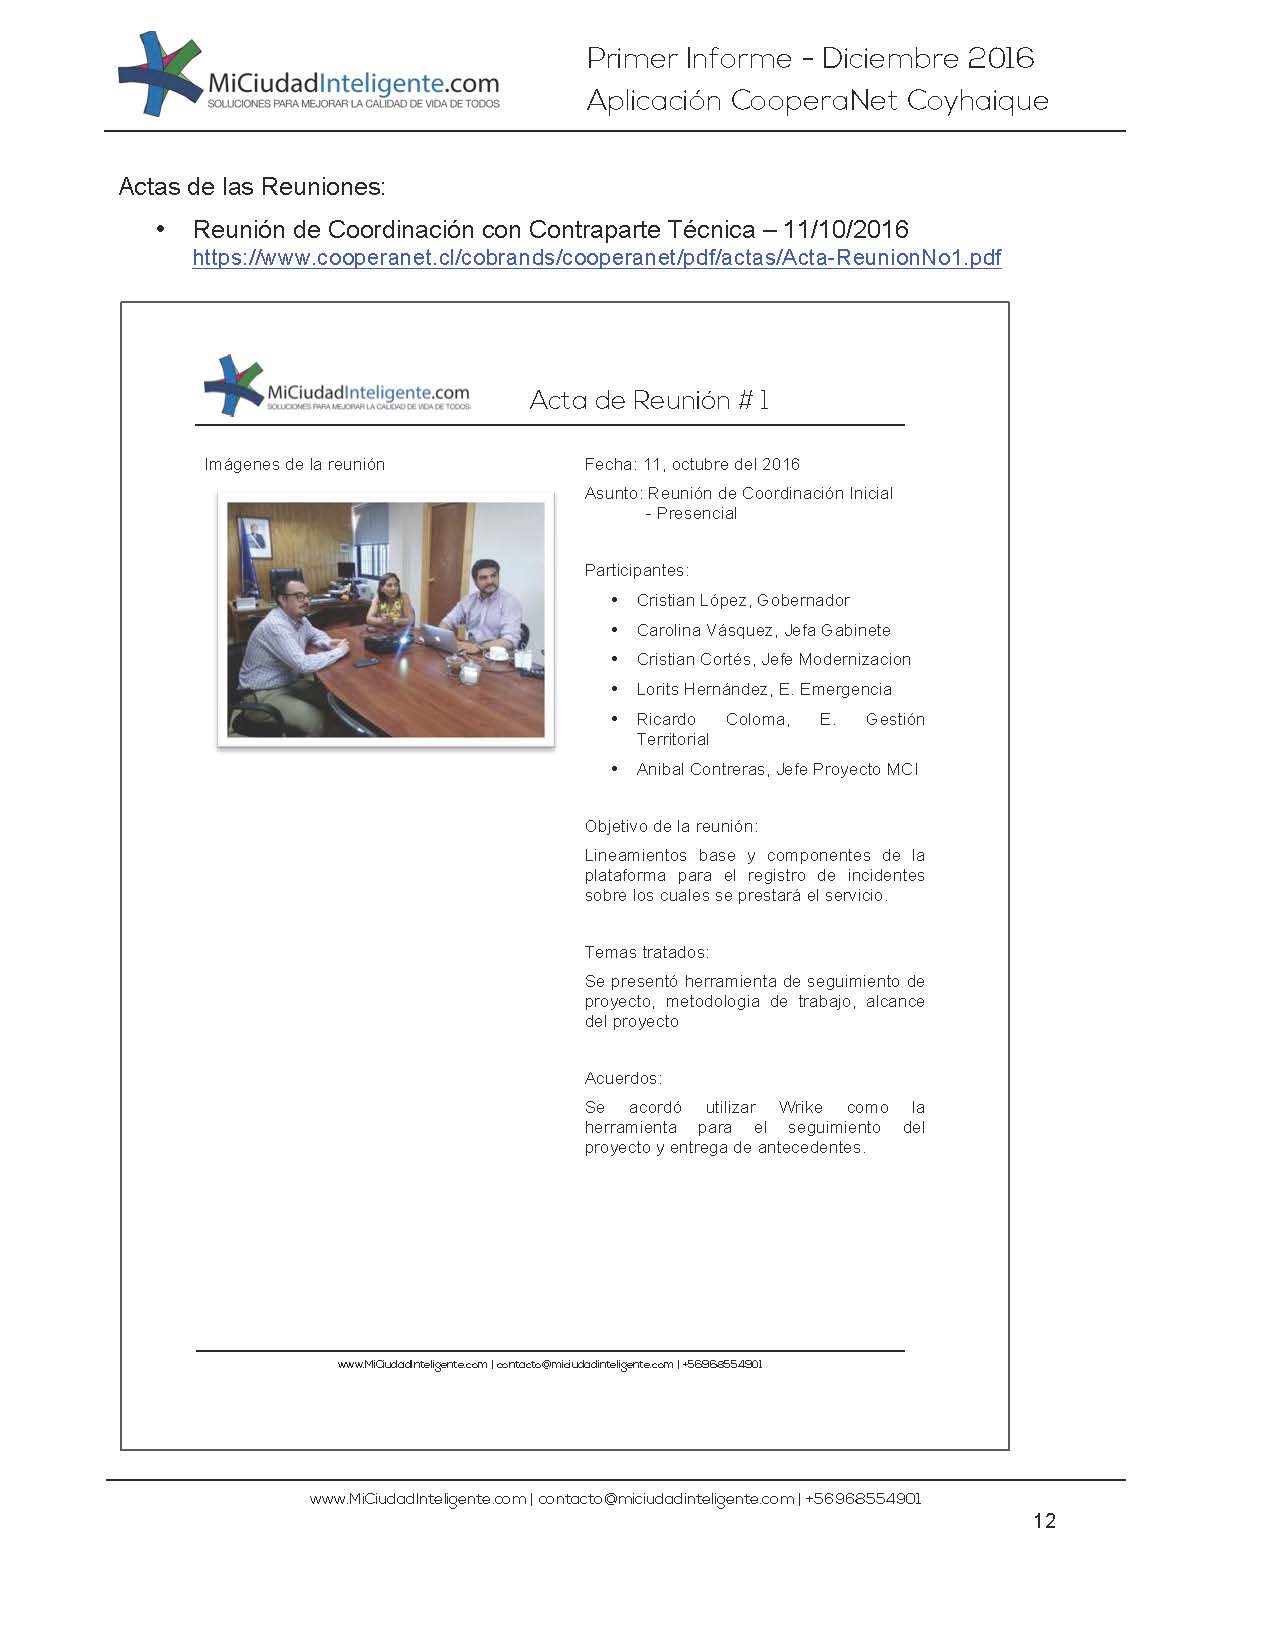 MiCiudadInteligente.com
SOLUCIONES PARA MEJORAR LA CALIDAD DE VIDA DE TODOS
Primer Informe - Diciembre 2016
Aplicación CooperaNet Coyhaique
Actas de las Reuniones:
• Reunión de Coordinación con Contraparte Técnica – 11/10/2016
https://www.cooperanet.cl/cobrands/cooperanet/pdf/actas/Acta-ReunionNo1.pdf
MiCiudadInteligente.com
SOLUCIONES PARA MEJORAR LA CALIDAD DE VIDA DE TODOS
Acta de Reunión # 1
Imágenes de la reunión
Fecha: 11, octubre del 2016
Asunto: Reunión de Coordinación Inicial
- Presencial
Participantes:
• Cristian López, Gobernador
• Carolina Vásquez, Jefa Gabinete
• Cristian Cortés, Jefe Modernizacion
• Lorits Hernández, E. Emergencia
• Ricardo Coloma, E. Gestión
Territorial
• Anibal Contreras, Jefe Proyecto MCI
Objetivo de la reunión:
Lineamientos base y componentes de la
plataforma para el registro de incidentes
sobre los cuales se prestará el servicio.
Temas tratados:
Se presentó herramienta de seguimiento de
proyecto, metodologia de trabajo, alcance
del proyecto
Acuerdos:
Se acordó utilizar Wrike como la
herramienta para el seguimiento del
proyecto y entrega de antecedentes.
www.MiCiudadInteligente.com | contacto@miciudadinteligente.com | +56968554901
www.MiCiudadInteligente.com | contacto@miciudadinteligente.com | +56968554901
12